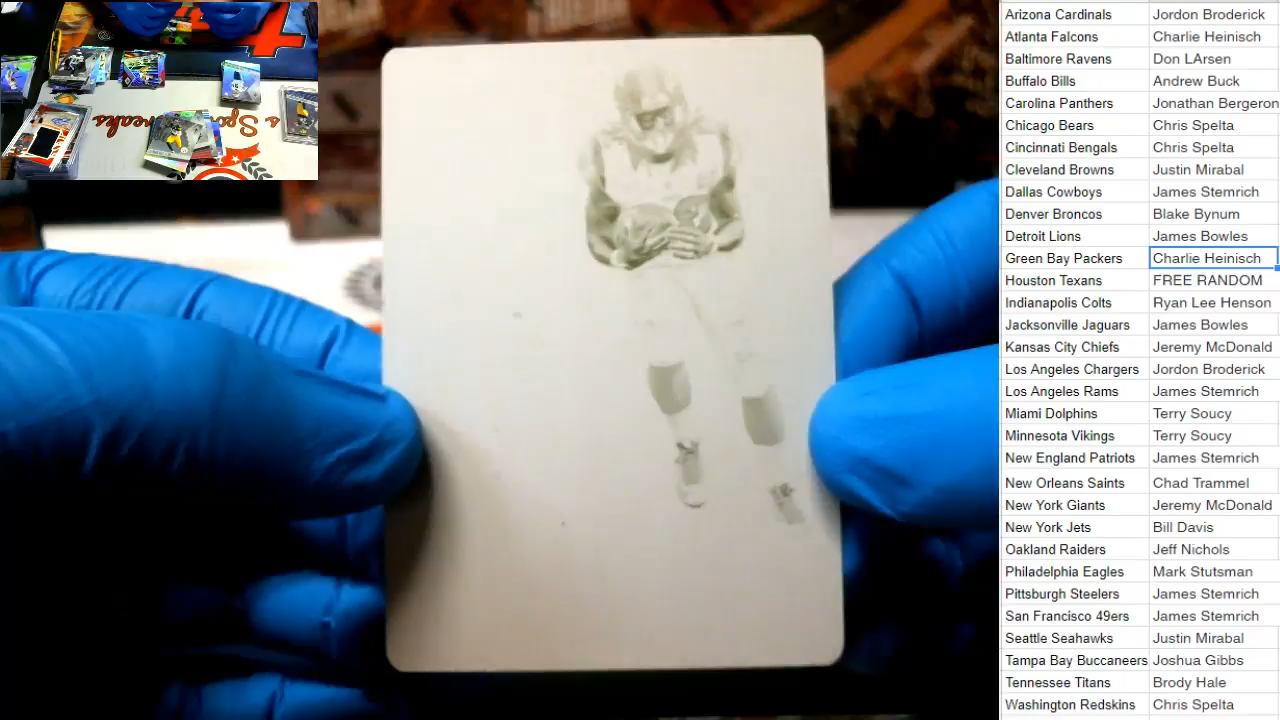 Arizona Cardinals Jordon Broderick
Atlanta Falcons Charlie Heinisch
Baltimore Ravens Don LArsen
Buffalo Bills Andrew Buck
Carolina Panthers Jonathan Bergeron
Chicago Bears Chris Spelta
Cincinnati Bengals Chris Spelta
Cleveland Browns Justin Mirabal
Dallas Cowboys James Stemrich
Denver Broncos Blake Bynum
Detroit Lions James Bowles
Green Bay Packers Charlie Heinisch
Houston Texans FREE RANDOM
Indianapolis Colts Ryan Lee Henson
Jacksonville Jaguars James Bowles
Kansas City Chiefs Jeremy McDonald
Los Angeles Chargers Jordon Broderick
Los Angeles Rams James Stemrich
Miami Dolphins Terry Soucy
Minnesota Vikings Terry Soucy
New England Patriots James Stemrich
New Orleans Saints Chad Trammel
New York Giants Jeremy McDonald
New York Jets Bill Davis
Oakland Raiders Jeff Nichols
Philadelphia Eagles Mark Stutsman
Pittsburgh Steelers James Stemrich
San Francisco 49ers James Stemrich
Seattle Seahawks Justin Mirabal
Tampa Bay Buccaneers Joshua Gibbs
Tennessee Titans Brody Hale
Washington Redskins Chris Spelta